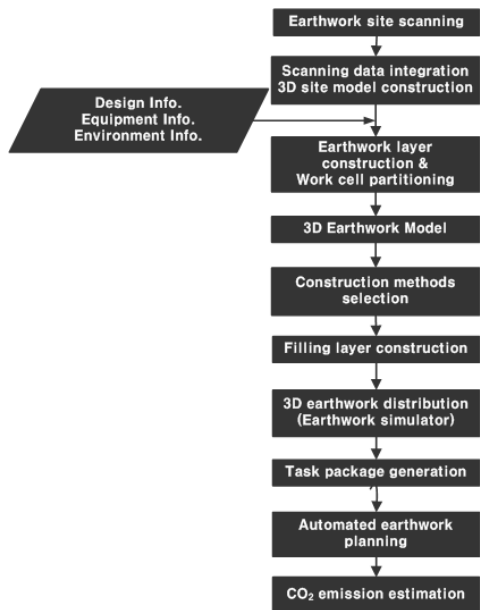 Earthwork site scanning
Scanning data integration
3D site model construction
Design Info.
Equipment Info.
Environment Info.
Earthwork layer
construction &
Work cell partitioning
3D Earthwork Model
Construction methods
selection
Filling layer construction
3D earthwork distribution
(Earthwork simulator)
Task package generation
Automated earthwork
planning
CO₂ emission estimation